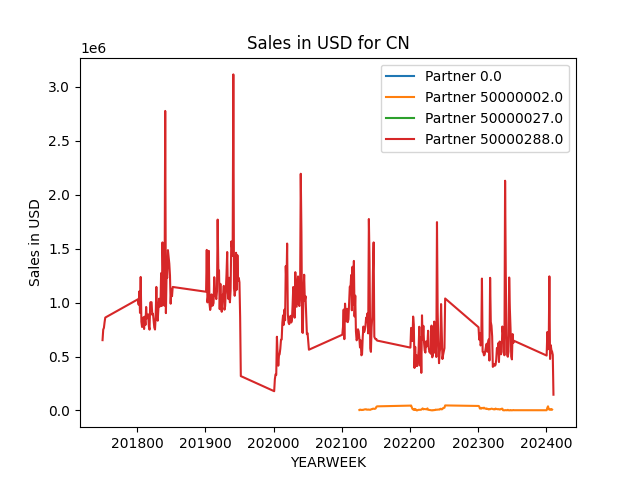 Sales in USD for CN
1e6
Partner 0.0
Partner 50000002.0
Partner 50000027.0
Partner 50000288.0
3.0
2.5
2.0
1.5
1.0
0.5
0.0
Sales in USD
201800 201900 202000 202100 202200 202300 202400
YEARWEEK